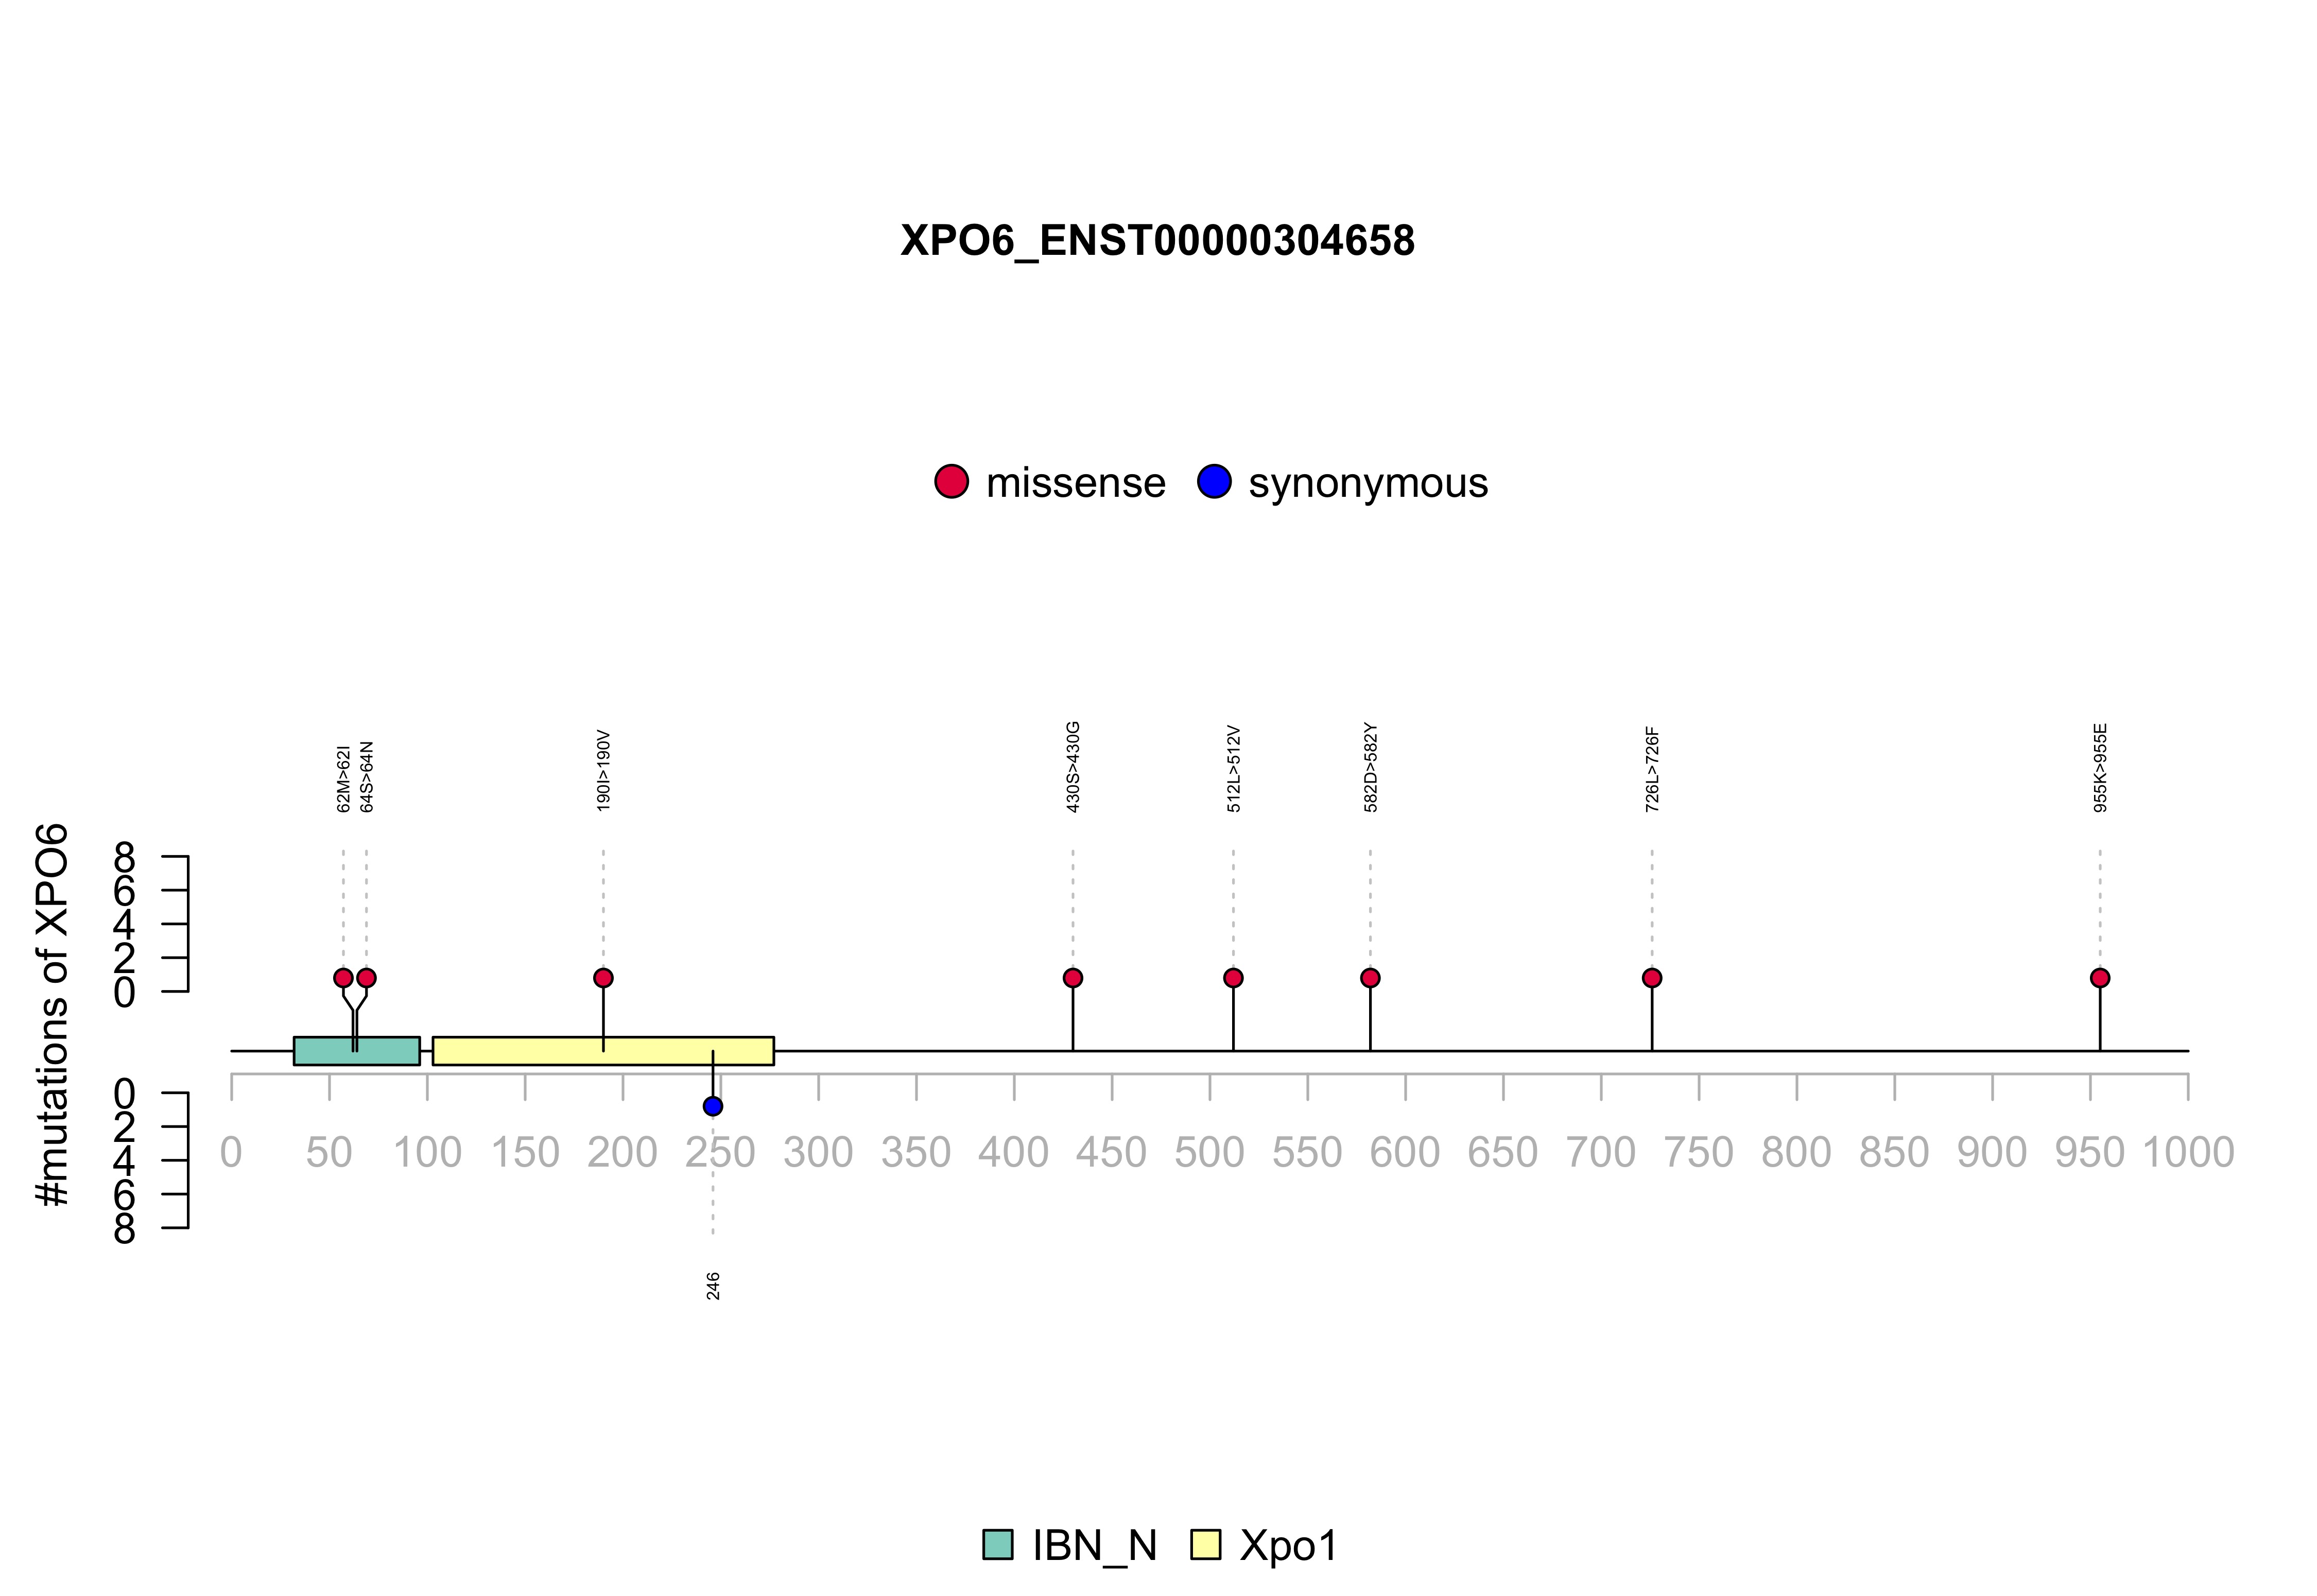 XPO6_ENST00000304658
missense synonymous
62M>62I
64S>64N
190I>190V
430S>430G
512L>512V
582D>582Y
726L>726F
955K>955E
#mutations of XPO6
8
6
4
2
0
0
2
4
6
8
0 50 100 150 200 250 300 350 400 450 500 550 600 650 700 750 800 850 900 950 1000
246
IBN_N Xpo1